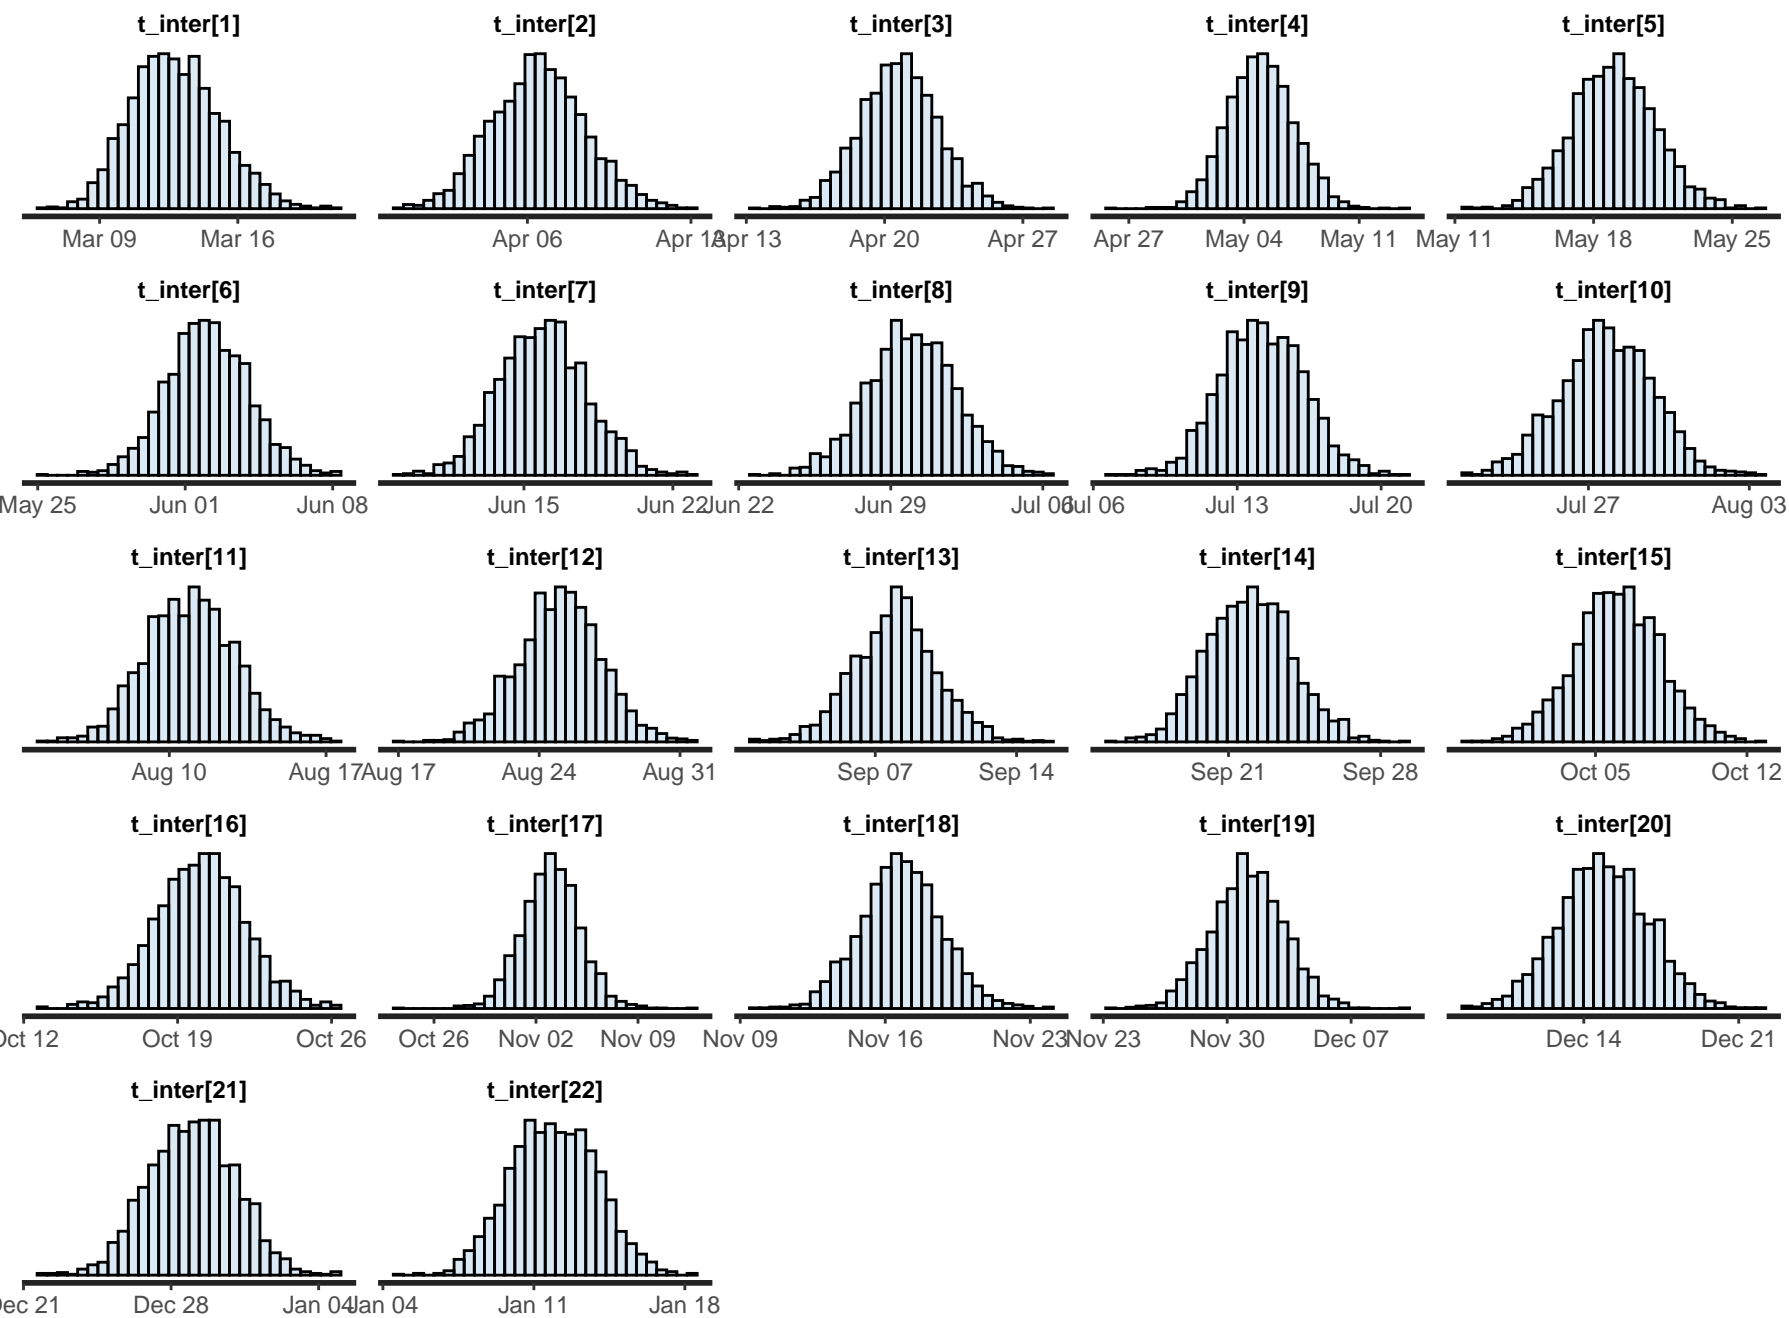 t_inter[1] t_inter[2] t_inter[3] t_inter[4] t_inter[5]
Mar 09 Mar 16 Apr 06 Apr 13 Apr 13 Apr 20 Apr 27 Apr 27 May 04 May 11 May 11 May 18 May 25
t_inter[6] t_inter[7] t_inter[8] t_inter[9] t_inter[10]
May 25 Jun 01 Jun 08 Jun 15 Jun 22 Jun 22 Jun 29 Jul 06 Jul 06 Jul 13 Jul 20 Jul 27 Aug 03
t_inter[11] t_inter[12] t_inter[13] t_inter[14] t_inter[15]
Aug 10 Aug 17 Aug 17 Aug 24 Aug 31 Sep 07 Sep 14 Sep 21 Sep 28 Oct 05 Oct 12
t_inter[16] t_inter[17] t_inter[18] t_inter[19] t_inter[20]
Oct 12 Oct 19 Oct 26 Oct 26 Nov 02 Nov 09 Nov 09 Nov 16 Nov 23 Nov 23 Nov 30 Dec 07 Dec 14 Dec 21
t_inter[21] t_inter[22]
Dec 21 Dec 28 Jan 04 Jan 04 Jan 11 Jan 18